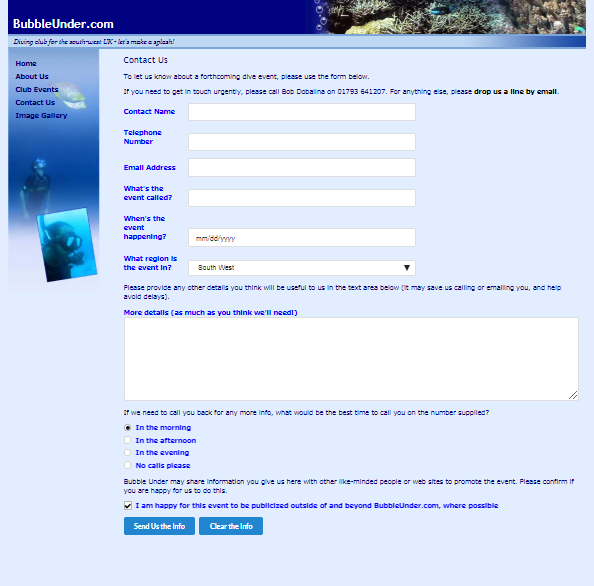 BubbleUnder.com
Diving club for the south-west UK - let's make a splash!
Home
About Us
Club Events
Contact Us
Image Gallery
Contact Us
To let us know about a forthcoming dive event, please use the form below.
If you need to get in touch urgently, please call Bob Dobalina on 01793 641207. For anything else, please drop us a line by email.
Contact Name
Telephone
Number
Email Address
What's the
event called?
When's the
event
happening?
mm/dd/yyyy
What region is
the event in?
South West
Please provide any other details you think will be useful to us in the text area below (it may save us calling or emailing you, and help
avoid delays).
More details (as much as you think we'll need!)
If we need to call you back for any more info, what would be the best time to call you on the number supplied?
In the morning
In the afternoon
In the evening
No calls please
Bubble Under may share information you give us here with other like-minded people or web sites to promote the event. Please confirm if
you are happy for us to do this.
I am happy for this event to be publicized outside of and beyond BubbleUnder.com, where possible
Send Us the Info
Clear the Info